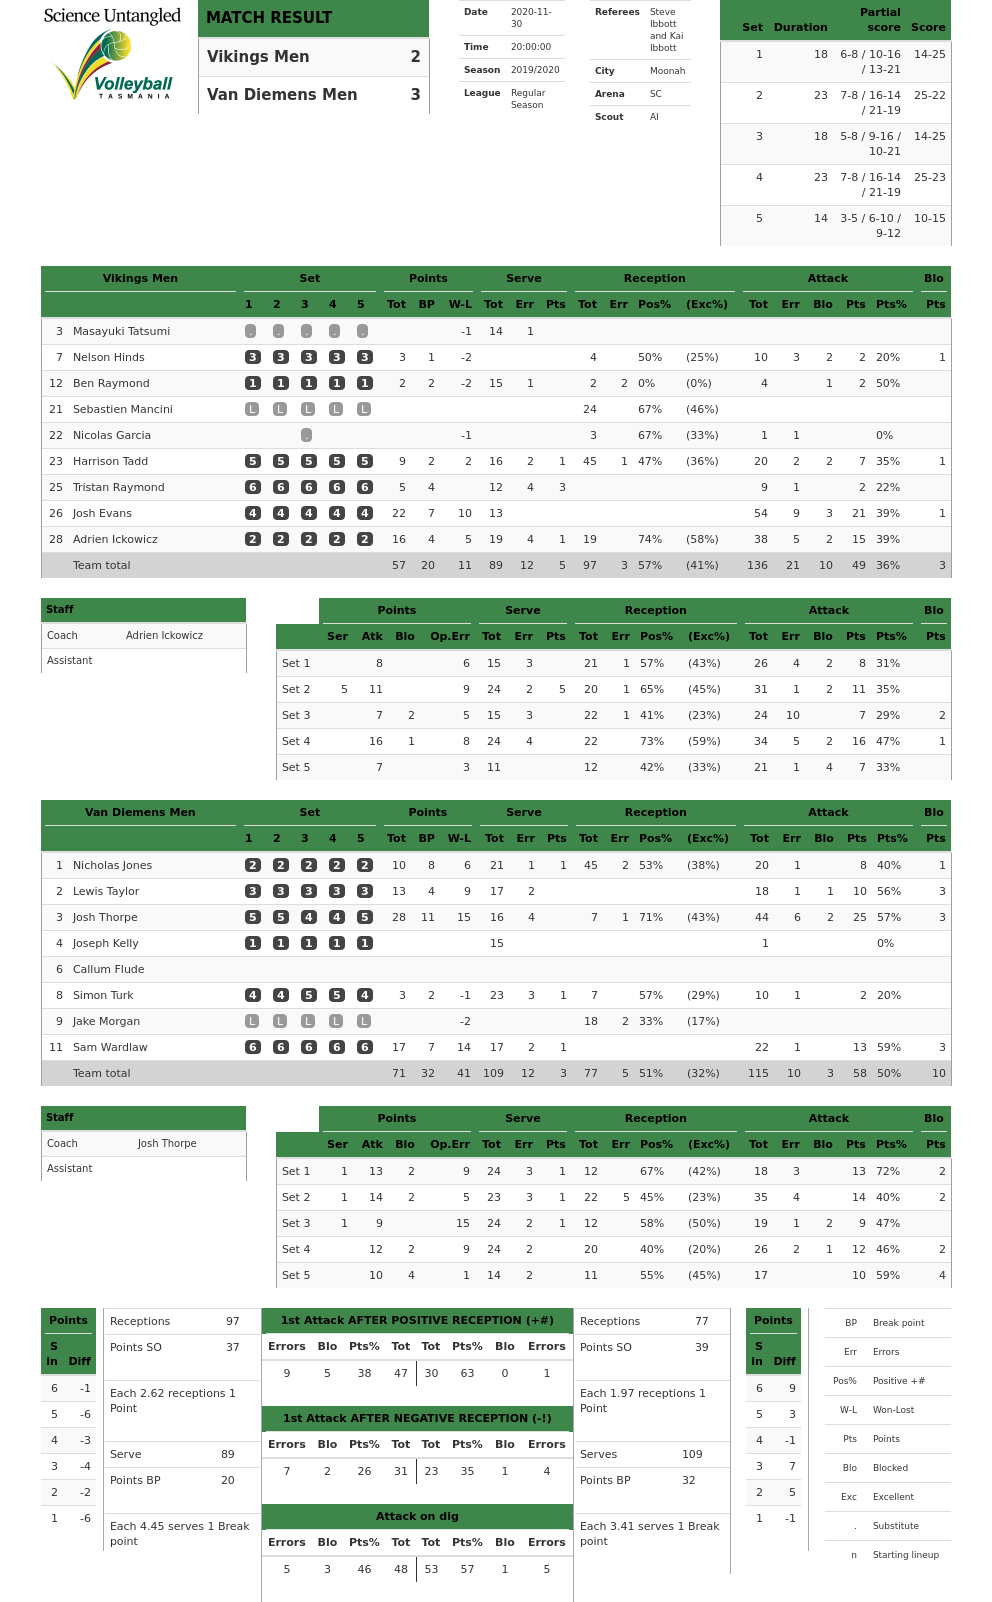 Science Untangled
Volleyball
TASMANIA
MATCH RESULT
Vikings Men 2
Van Diemens Men 3
Date 2020-11-
30
Time 20:00:00
Season 2019/2020
League Regular
Season
Referees Steve
Ibbott
and Kai
Ibbott
City Moonah
Arena SC
Scout AI
Partial
Set Duration score Score
1 18 6-8 / 10-16 14-25
/ 13-21
2 23 7-8 / 16-14 25-22
/ 21-19
3 18 5-8 / 9-16 / 14-25
10-21
4 23 7-8 / 16-14 25-23
/ 21-19
5 14 3-5 / 6-10 / 10-15
9-12
Vikings Men Set Points Serve Reception Attack Blo
1 2 3 4 5 Tot BP W-L Tot Err Pts Tot Err Pos% (Exc%) Tot Err Blo Pts Pts% Pts
3 Masayuki Tatsumi . . . . . -1 14 1
7 Nelson Hinds 3 3 3 3 3 3 1 -2 4 50% (25%) 10 3 2 2 20% 1
12 Ben Raymond 1 1 1 1 1 2 2 -2 15 1 2 2 0% (0%) 4 1 2 50%
21 Sebastien Mancini L L L L L 24 67% (46%)
22 Nicolas Garcia . -1 3 67% (33%) 1 1 0%
23 Harrison Tadd 5 5 5 5 5 9 2 2 16 2 1 45 1 47% (36%) 20 2 2 7 35% 1
25 Tristan Raymond 6 6 6 6 6 5 4 12 4 3 9 1 2 22%
26 Josh Evans 4 4 4 4 4 22 7 10 13 54 9 3 21 39% 1
28 Adrien Ickowicz 2 2 2 2 2 16 4 5 19 4 1 19 74% (58%) 38 5 2 15 39%
Team total 57 20 11 89 12 5 97 3 57% (41%) 136 21 10 49 36% 3
Staff
Coach Adrien Ickowicz
Assistant
Points Serve Reception Attack Blo
Ser Atk Blo Op.Err Tot Err Pts Tot Err Pos% (Exc%) Tot Err Blo Pts Pts% Pts
Set 1 8 6 15 3 21 1 57% (43%) 26 4 2 8 31%
Set 2 5 11 9 24 2 5 20 1 65% (45%) 31 1 2 11 35%
Set 3 7 2 5 15 3 22 1 41% (23%) 24 10 7 29% 2
Set 4 16 1 8 24 4 22 73% (59%) 34 5 2 16 47% 1
Set 5 7 3 11 12 42% (33%) 21 1 4 7 33%
Van Diemens Men Set Points Serve Reception Attack Blo
1 2 3 4 5 Tot BP W-L Tot Err Pts Tot Err Pos% (Exc%) Tot Err Blo Pts Pts% Pts
1 Nicholas Jones 2 2 2 2 2 10 8 6 21 1 1 45 2 53% (38%) 20 1 8 40% 1
2 Lewis Taylor 3 3 3 3 3 13 4 9 17 2 18 1 1 10 56% 3
3 Josh Thorpe 5 5 4 4 5 28 11 15 16 4 7 1 71% (43%) 44 6 2 25 57% 3
4 Joseph Kelly 1 1 1 1 1 15 1 0%
6 Callum Flude
8 Simon Turk 4 4 5 5 4 3 2 -1 23 3 1 7 57% (29%) 10 1 2 20%
9 Jake Morgan L L L L L -2 18 2 33% (17%)
11 Sam Wardlaw 6 6 6 6 6 17 7 14 17 2 1 22 1 13 59% 3
Team total 71 32 41 109 12 3 77 5 51% (32%) 115 10 3 58 50% 10
Staff
Coach Josh Thorpe
Assistant
Points Serve Reception Attack Blo
Ser Atk Blo Op.Err Tot Err Pts Tot Err Pos% (Exc%) Tot Err Blo Pts Pts% Pts
Set 1 1 13 2 9 24 3 1 12 67% (42%) 18 3 13 72% 2
Set 2 1 14 2 5 23 3 1 22 5 45% (23%) 35 4 14 40% 2
Set 3 1 9 15 24 2 1 12 58% (50%) 19 1 2 9 47%
Set 4 12 2 9 24 2 20 40% (20%) 26 2 1 12 46% 2
Set 5 10 4 1 14 2 11 55% (45%) 17 10 59% 4
Points
S
in Diff
6 -1
5 -6
4 -3
3 -4
2 -2
1 -6
Receptions 97
Points SO 37
Each 2.62 receptions 1
Point
Serve 89
Points BP 20
Each 4.45 serves 1 Break
point
1st Attack AFTER POSITIVE RECEPTION (+#)
Errors Blo Pts% Tot Tot Pts% Blo Errors
9 5 38 47 30 63 0 1
1st Attack AFTER NEGATIVE RECEPTION (-!)
Errors Blo Pts% Tot Tot Pts% Blo Errors
7 2 26 31 23 35 1 4
Attack on dig
Errors Blo Pts% Tot Tot Pts% Blo Errors
5 3 46 48 53 57 1 5
Receptions 77
Points SO 39
Each 1.97 receptions 1
Point
Serves 109
Points BP 32
Each 3.41 serves 1 Break
point
Points
S
in Diff
6 9
5 3
4 -1
3 7
2 5
1 -1
BP Break point
Err Errors
Pos% Positive +#
W-L Won-Lost
Pts Points
Blo Blocked
Exc Excellent
. Substitute
n Starting lineup